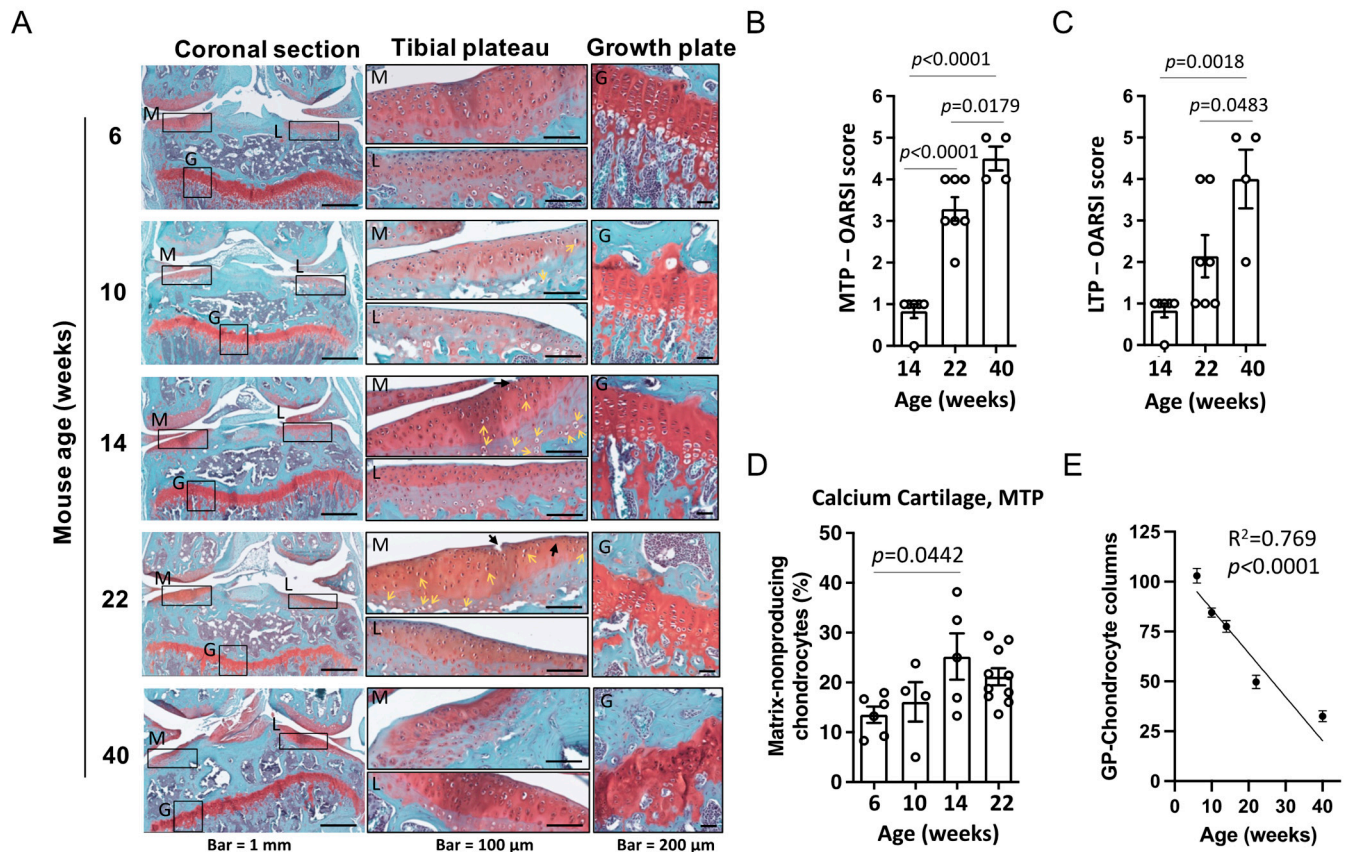 A
Coronal section
Tibial plateau
Growth plate
Mouse age (weeks)
6
M
L
G
M
L
G
10
M
L
G
M
L
G
14
M
L
G
M
L
G
22
M
L
G
M
L
G
40
M
L
G
M
L
G
Bar = 1 mm
Bar = 100 µm
Bar = 200 µm
B
p<0.0001
p=0.0179
p<0.0001
MTP – OARSI score
6
5
4
3
2
1
0
14 22 40
Age (weeks)
C
p=0.0018
p=0.0483
LTP – OARSI score
6
5
4
3
2
1
0
14 22 40
Age (weeks)
D
Calcium Cartilage, MTP
p=0.0442
Matrix-nonproducing
chondrocytes (%)
50
40
30
20
10
0
6 10 14 22
Age (weeks)
E
R²=0.769
p<0.0001
GP-Chondrocyte columns
125
100
75
50
25
0
0 10 20 30 40
Age (weeks)